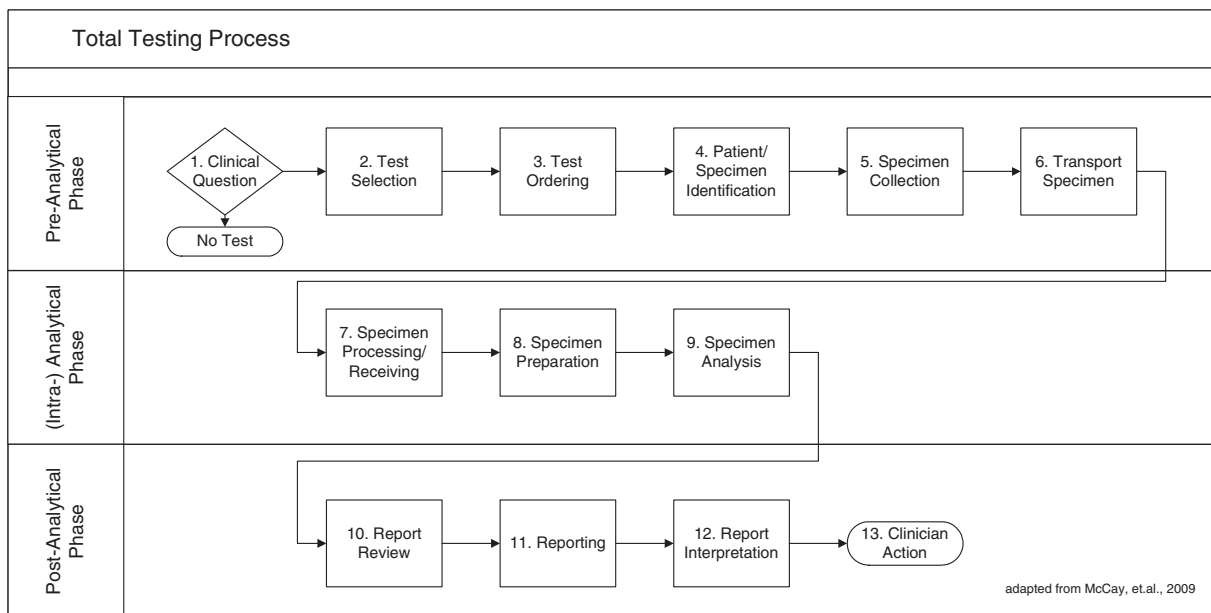 Total Testing Process
Pre-Analytical
Phase
1. Clinical
Question
No Test
2. Test
Selection
3. Test
Ordering
4. Patient/
Specimen
Identification
5. Specimen
Collection
6. Transport
Specimen
(Intra-) Analytical
Phase
7. Specimen
Processing/
Receiving
8. Specimen
Preparation
9. Specimen
Analysis
Post-Analytical
Phase
10. Report
Review
11. Reporting
12. Report
Interpretation
13. Clinician
Action
adapted from McCay, et.al., 2009